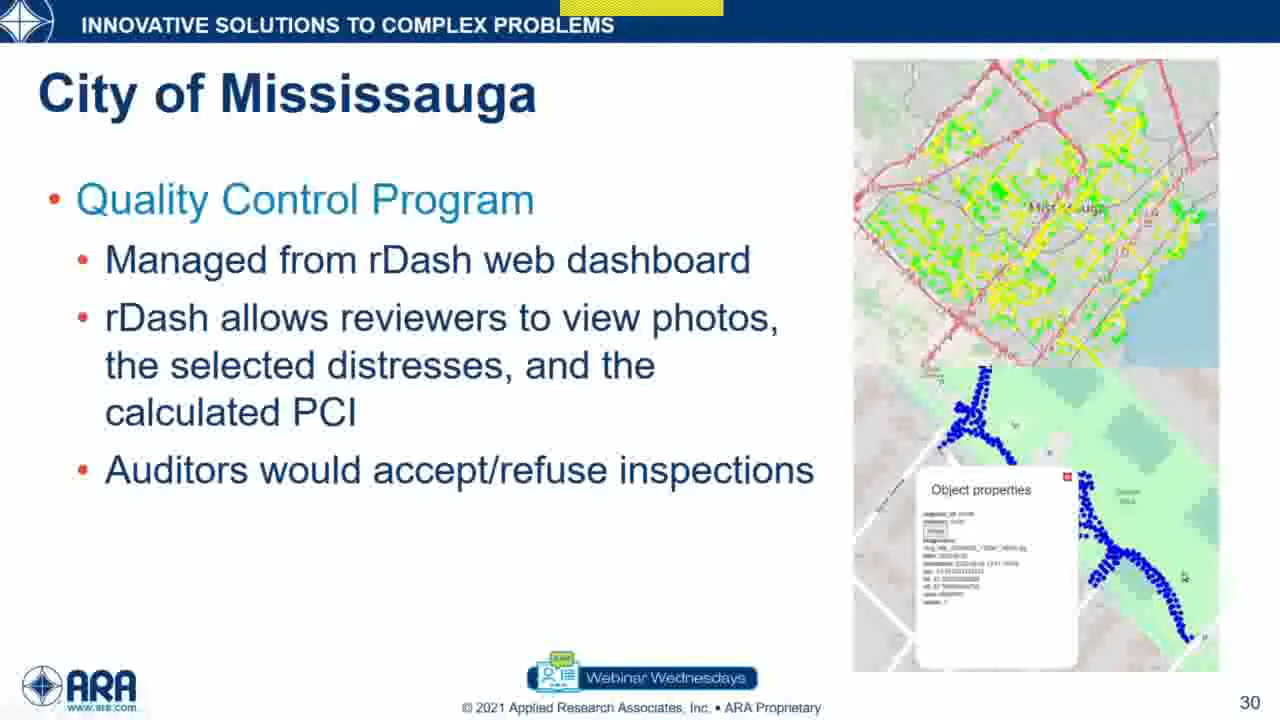 INNOVATIVE SOLUTIONS TO COMPLEX PROBLEMS
City of Mississauga
• Quality Control Program
• Managed from rDash web dashboard
• rDash allows reviewers to view photos,
the selected distresses, and the
calculated PCI
• Auditors would accept/refuse inspections
Object properties
ARA
www.ara.com
Webinar Wednesdays
© 2021 Applied Research Associates, Inc. • ARA Proprietary
30